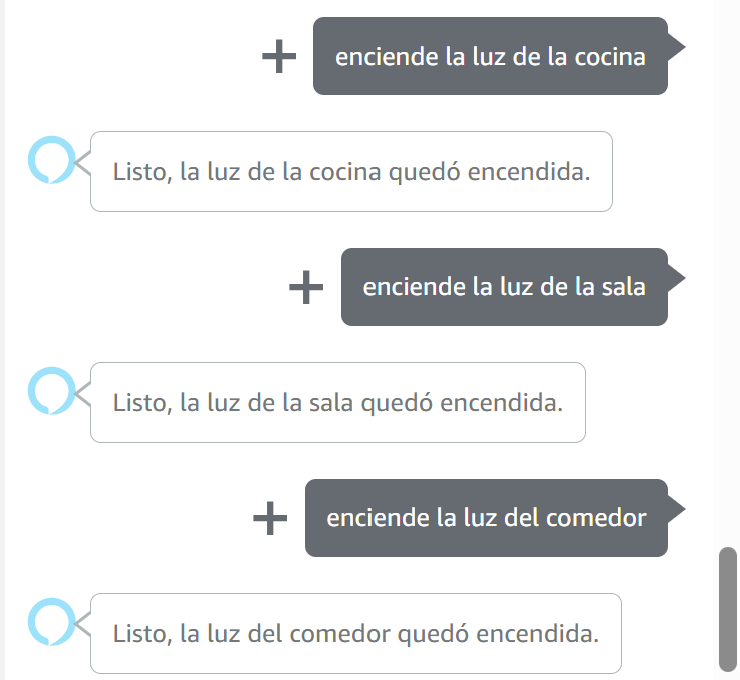 enciende la luz de la cocina
Listo, la luz de la cocina quedó encendida.
enciende la luz de la sala
Listo, la luz de la sala quedó encendida.
enciende la luz del comedor
Listo, la luz del comedor quedó encendida.